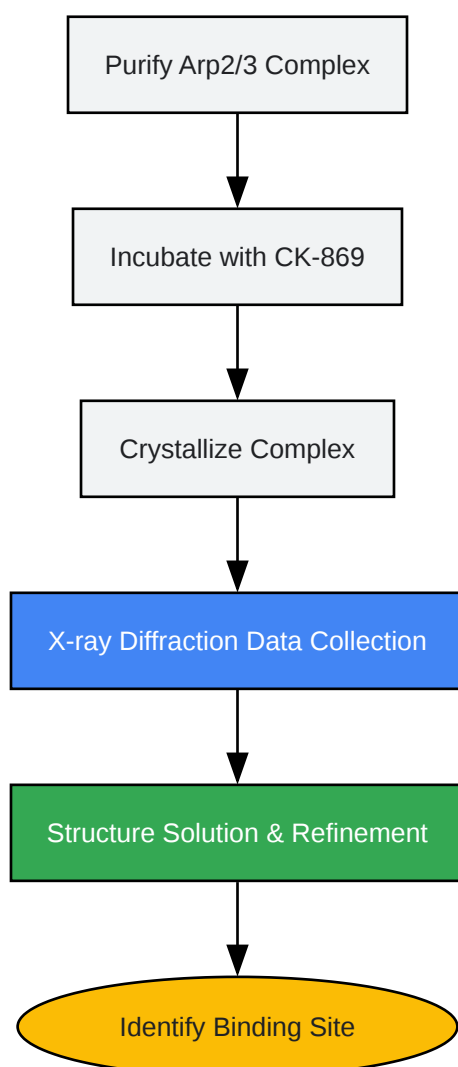 Purify Arp2/3 Complex
Incubate with CK-869
Crystallize Complex
X-ray Diffraction Data Collection
Structure Solution & Refinement
Identify Binding Site